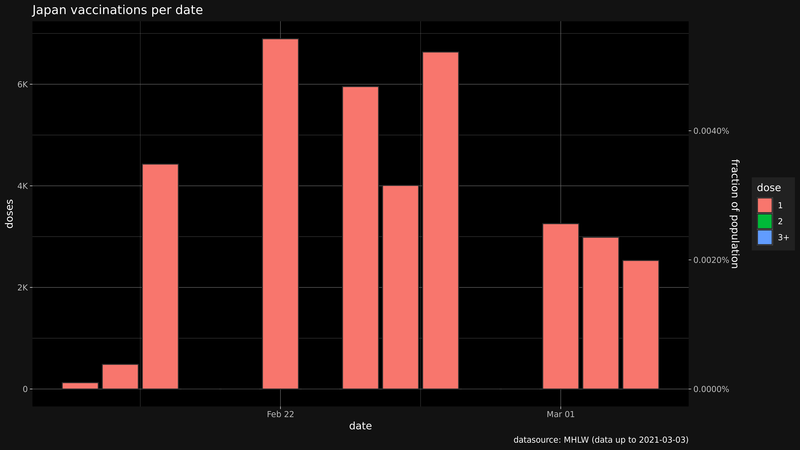 Japan vaccinations per date
6K
4K
2K
0
doses
0.0040%
0.0020%
0.0000%
fraction of population
Feb 22
Mar 01
date
dose
1
2
3+
datasource: MHLW (data up to 2021-03-03)